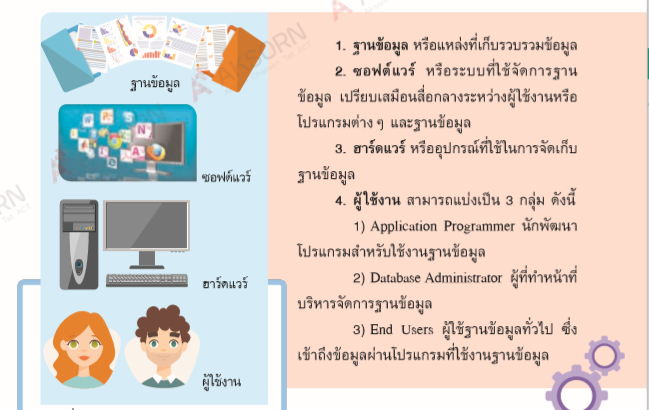 ฐานข้อมูล
ซอฟต์แวร์
ฮาร์ดแวร์
ผู้ใช้งาน
1. ฐานข้อมูล หรือแหล่งที่เก็บรวบรวมข้อมูล
2. ซอฟต์แวร์ หรือระบบที่ใช้จัดการฐาน
ข้อมูล เปรียบเสมือนสื่อกลางระหว่างผู้ใช้งานหรือ
โปรแกรมต่าง ๆ และฐานข้อมูล
3. ฮาร์ดแวร์ หรืออุปกรณ์ที่ใช้ในการจัดเก็บ
ฐานข้อมูล
4. ผู้ใช้งาน สามารถแบ่งเป็น 3 กลุ่ม ดังนี้
1) Application Programmer นักพัฒนา
โปรแกรมสำหรับใช้งานฐานข้อมูล
2) Database Administrator ผู้ที่ทำหน้าที่
บริหารจัดการฐานข้อมูล
3) End Users ผู้ใช้ฐานข้อมูลทั่วไป ซึ่ง
เข้าถึงข้อมูลผ่านโปรแกรมที่ใช้งานฐานข้อมูล
AKSORN